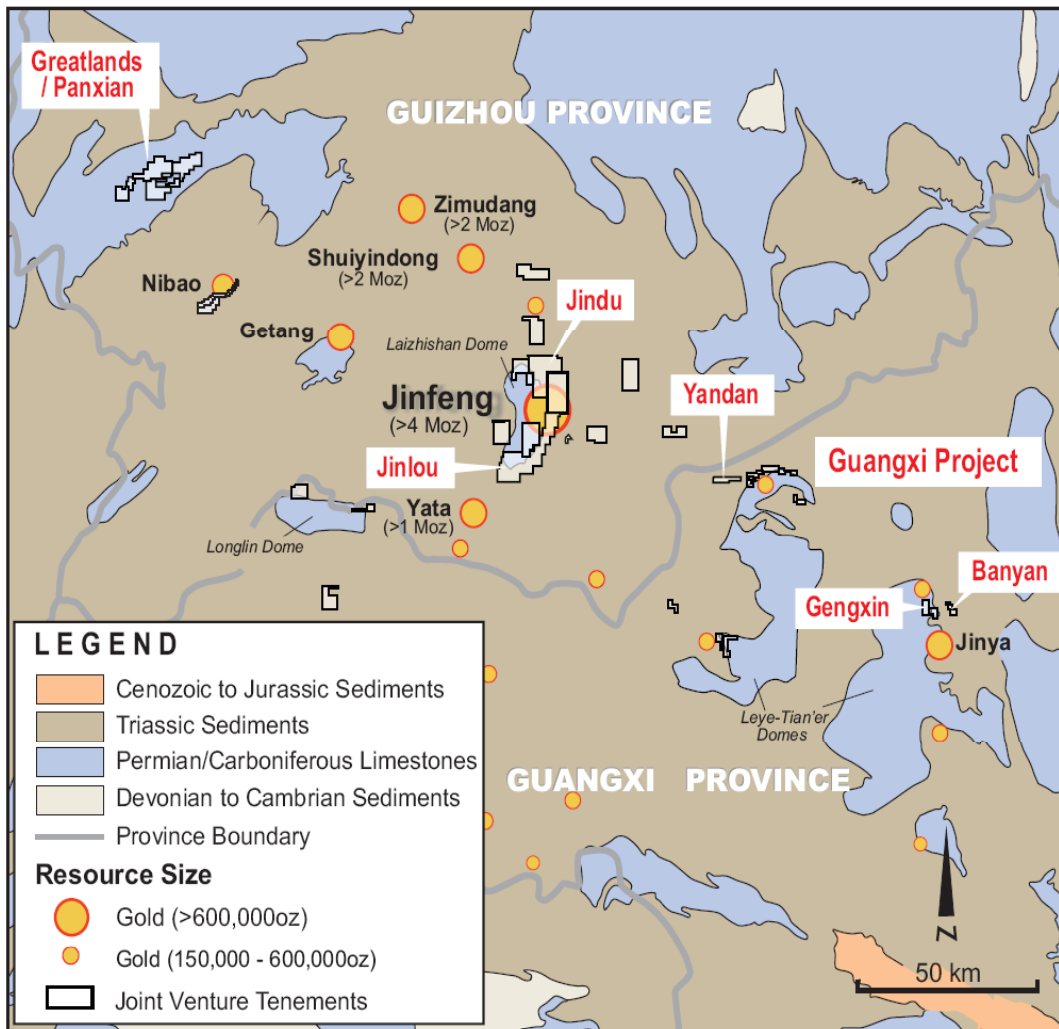 Greatlands
/ Panxian
GUIZHOU PROVINCE
Zimudang
(>2 Moz)
Shuiyindong
(>2 Moz)
Nibao
Jindu
Getang
Laizhishan Dome
Jinfeng
(>4 Moz)
Yandan
Jinlou
Guangxi Project
Yata
(>1 Moz)
Longlin Dome
Banyan
Gengxin
Jinya
Leye-Tian'er
Domes
GUANGXI PROVINCE
LEGEND
Cenozoic to Jurassic Sediments
Triassic Sediments
Permian/Carboniferous Limestones
Devonian to Cambrian Sediments
Province Boundary
Resource Size
Gold (>600,000oz)
Gold (150,000 - 600,000oz)
Joint Venture Tenements
N
50 km